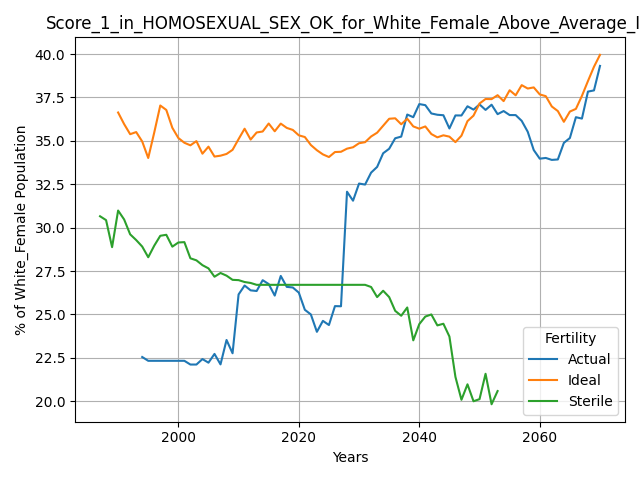 Score_1_in_HOMOSEXUAL_SEX_OK_for_White_Female_Above_Average_I
40.0
37.5
35.0
32.5
30.0
27.5
25.0
22.5
20.0
% of White_Female Population
2000
2020
2040
2060
Years
Fertility
Actual
Ideal
Sterile